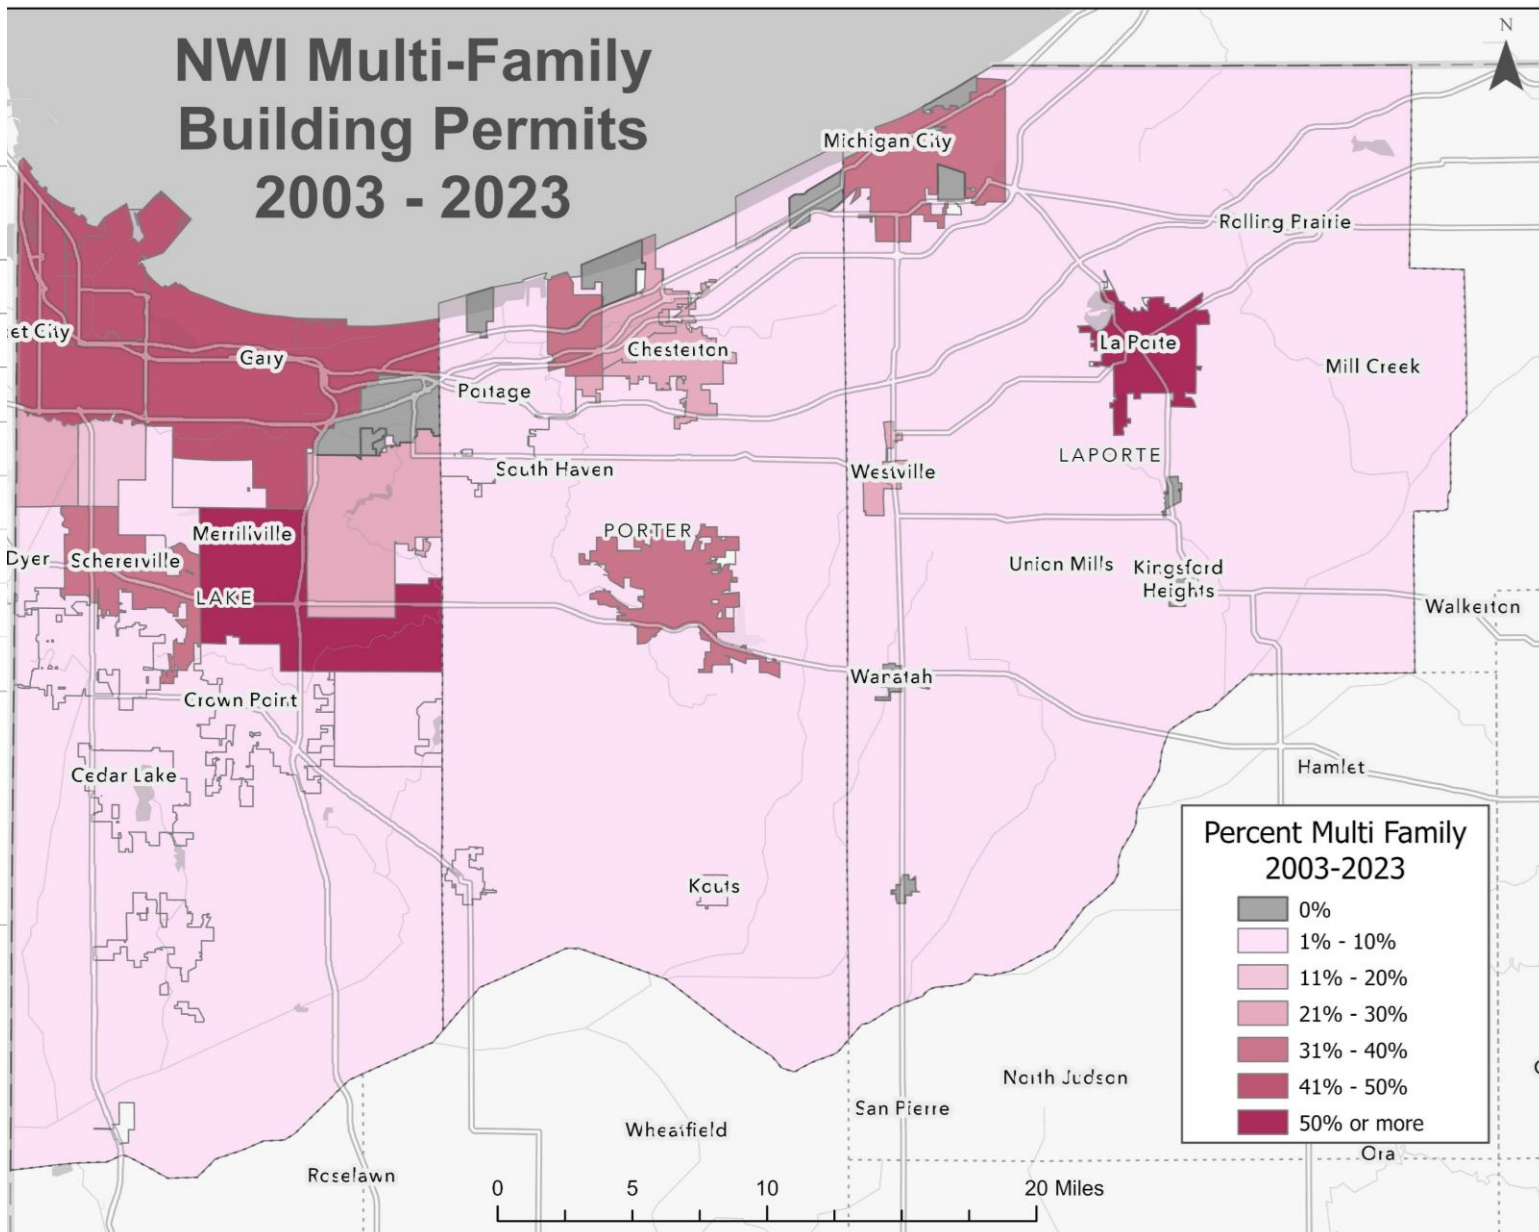 NWI Multi-Family
Building Permits
2003 - 2023
N
Michigan City
Rolling Prairie
et City
Gary
Chesterton
La Porte
Mill Creek
Portage
LAPORTE
South Haven
Westville
Merrillville
PORTER
Dyer
Schererville
Union Mills
Kingsford
Heights
LAKE
Walkerton
Wanatah
Crown Point
Cedar Lake
Hamlet
Kouts
Percent Multi Family
2003-2023
0%
1% - 10%
11% - 20%
21% - 30%
31% - 40%
41% - 50%
50% or more
North Judson
San Pierre
Wheatfield
Ora
Roselawn
0 5 10 20 Miles